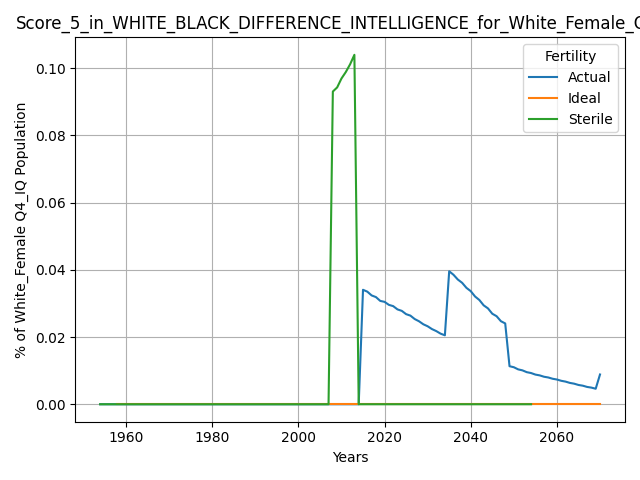 Score_5_in_WHITE_BLACK_DIFFERENCE_INTELLIGENCE_for_White_Female_
Fertility
Actual
Ideal
Sterile
% of White_Female Q4_IQ Population
0.10
0.08
0.06
0.04
0.02
0.00
1960 1980 2000 2020 2040 2060
Years